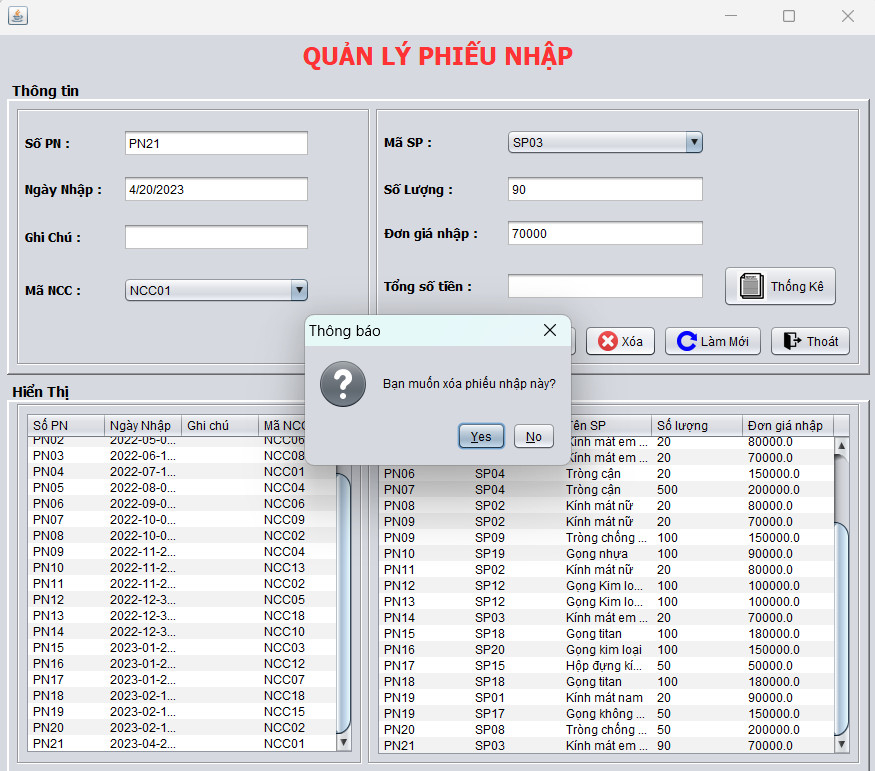 QUẢN LÝ PHIẾU NHẬP
Thông tin
Số PN :
PN21
Ngày Nhập :
4/20/2023
Ghi Chú :
Mã NCC :
NCC01
Mã SP :
SP03
Số Lượng :
90
Đơn giá nhập :
70000
Tổng số tiền :
Thống Kê
Xóa
Làm Mới
Thoát
Thông báo
Bạn muốn xóa phiếu nhập này?
Yes
No
Hiển Thị
Số PN Ngày Nhập Ghi chú Mã NCC
PN02 2022-05-0... NCC06
PN03 2022-06-1... NCC08
PN04 2022-07-1... NCC01
PN05 2022-08-0... NCC04
PN06 2022-09-0... NCC06
PN07 2022-10-0... NCC09
PN08 2022-10-0... NCC02
PN09 2022-11-2... NCC04
PN10 2022-11-2... NCC13
PN11 2022-11-2... NCC02
PN12 2022-12-3... NCC05
PN13 2022-12-3... NCC18
PN14 2022-12-3... NCC10
PN15 2023-01-2... NCC03
PN16 2023-01-2... NCC12
PN17 2023-01-2... NCC07
PN18 2023-02-1... NCC18
PN19 2023-02-1... NCC15
PN20 2023-02-1... NCC02
PN21 2023-04-2... NCC01
Tên SP Số lượng Đơn giá nhập
Kính mát em ... 20 80000.0
Kính mát em ... 20 70000.0
PN06 SP04 Tròng cận 20 150000.0
PN07 SP04 Tròng cận 500 200000.0
PN08 SP02 Kính mát nữ 20 80000.0
PN09 SP02 Kính mát nữ 20 70000.0
PN09 SP09 Tròng chống ... 100 150000.0
PN10 SP19 Gọng nhựa 100 90000.0
PN11 SP02 Kính mát nữ 20 80000.0
PN12 SP12 Gọng Kim lo... 100 100000.0
PN13 SP12 Gọng Kim lo... 100 100000.0
PN14 SP03 Kính mát em ... 20 70000.0
PN15 SP18 Gọng titan 100 180000.0
PN16 SP20 Gọng kim loại 100 150000.0
PN17 SP15 Hộp đựng kí... 50 50000.0
PN18 SP18 Gọng titan 100 180000.0
PN19 SP01 Kính mát nam 20 90000.0
PN19 SP17 Gọng không ... 50 150000.0
PN20 SP08 Tròng chống ... 50 200000.0
PN21 SP03 Kính mát em ... 90 70000.0